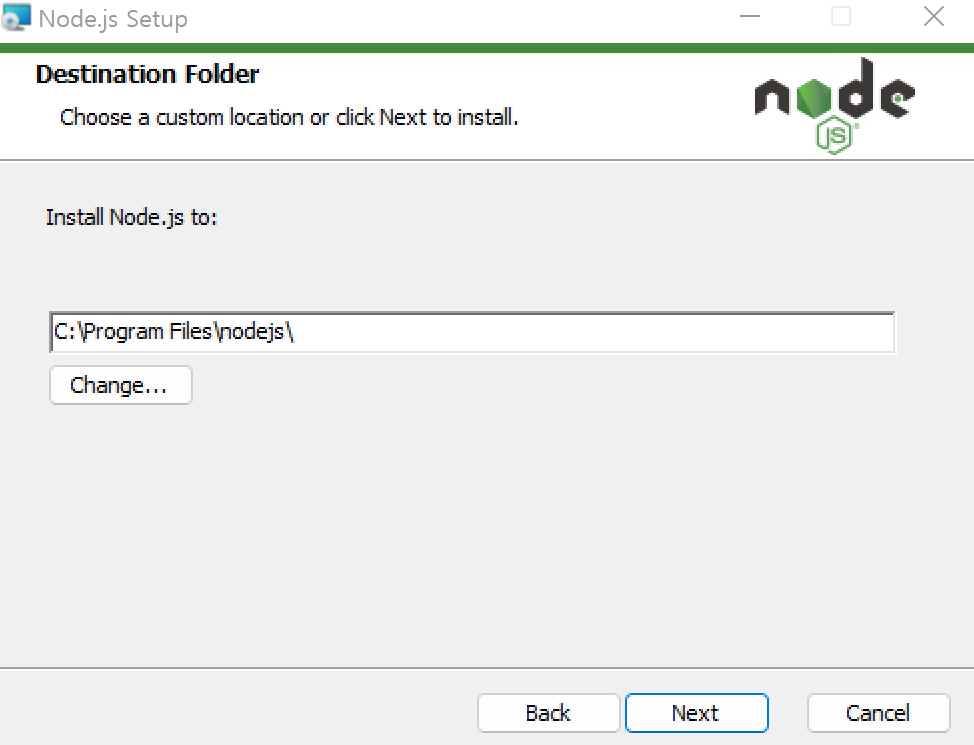 Node.js Setup
Destination Folder
Choose a custom location or click Next to install.
node
JS
®
Install Node.js to:
C:\Program Files\nodejs\
Change...
Back
Next
Cancel